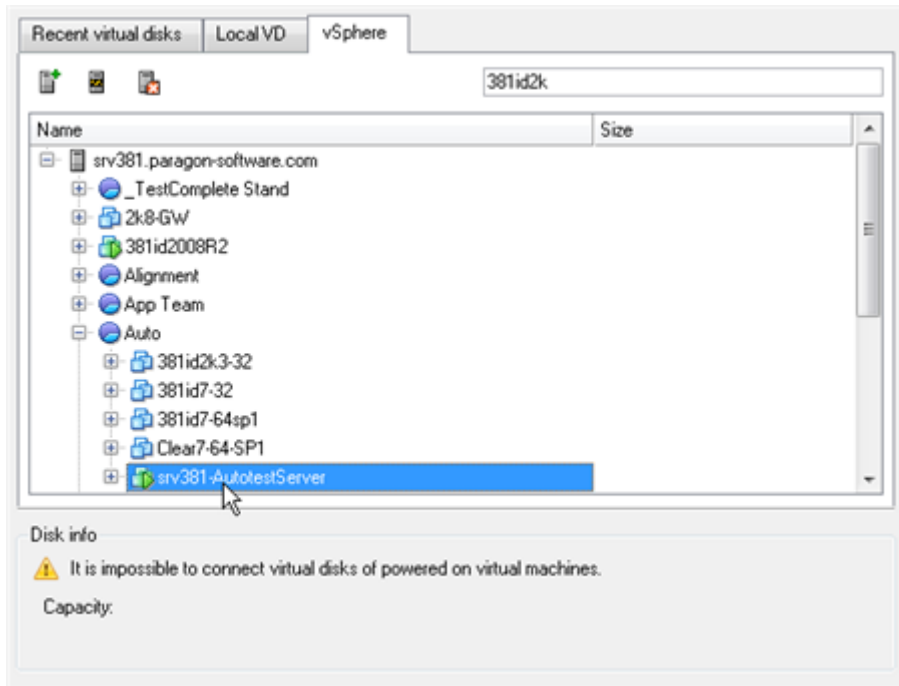 Recent virtual disks Local VD vSphere
381id2k
Name Size
srv381.paragon-software.com
_TestComplete Stand
2k8-GW
381id2008R2
Alignment
App Team
Auto
381id2k3-32
381id7-32
381id7-64sp1
Clear7-64-SP1
srv381-AutotestServer
Disk info
It is impossible to connect virtual disks of powered on virtual machines.
Capacity: